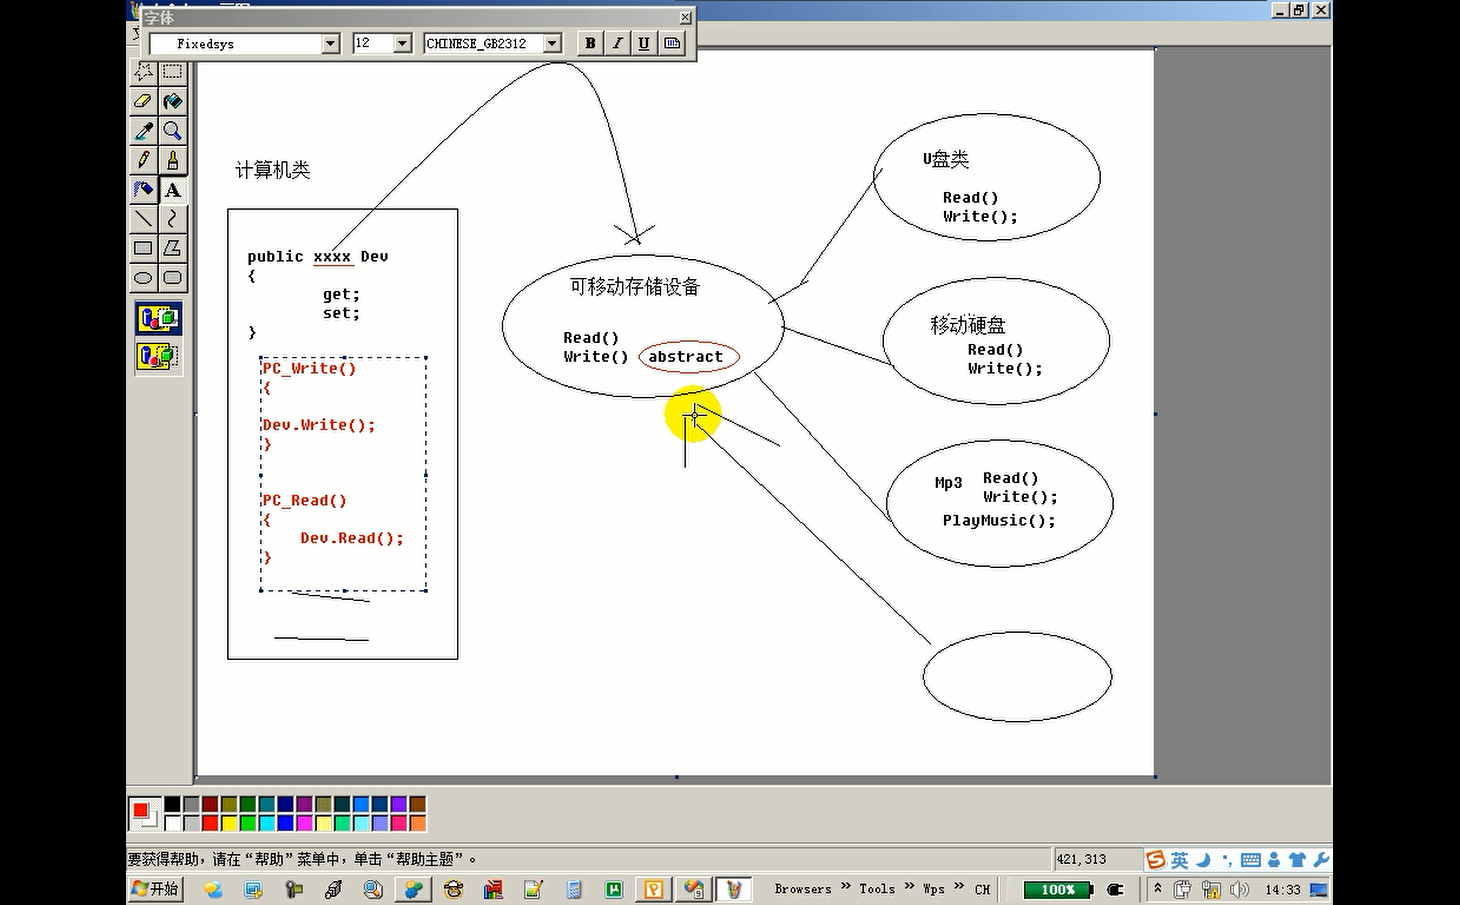 字体
Fixedsys
12
CHINESE_GB2312
B
I
U
A
计算机类
public xxxx Dev
{
get;
set;
}
PC_Write()
{
Dev.Write();
}
PC_Read()
{
Dev.Read();
}
可移动存储设备
Read()
Write() abstract
U盘类
Read()
Write();
移动硬盘
Read()
Write();
Mp3 Read()
Write();
PlayMusic();
要获得帮助，请在“帮助”菜单中，单击“帮助主题”。
421,313
英
开始
Browsers » Tools » Wps » CH
100%
14:33